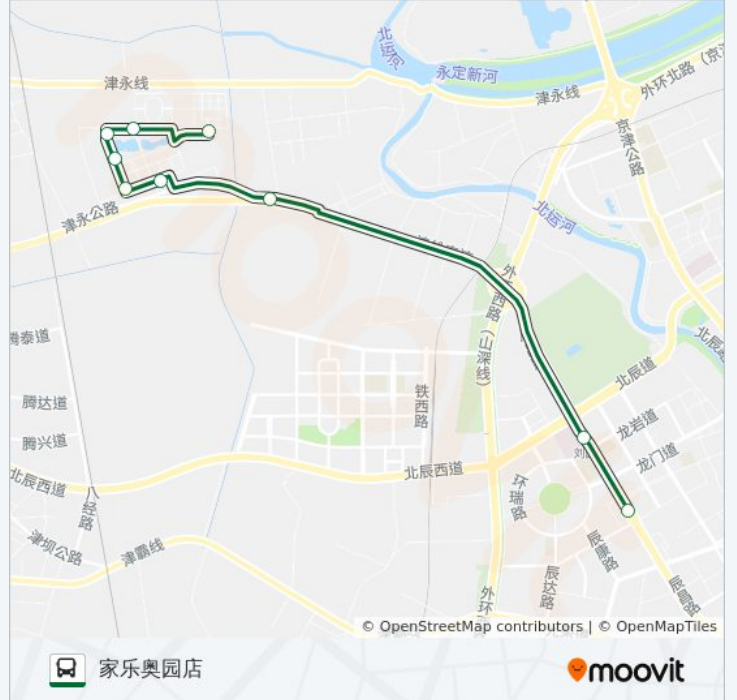 北运河
永定新河
津永线
津永线
外环北路（京
京津公路
津永公路
北运河
外
西路（山深线）
北辰道
腾泰道
铁西路
腾达道
龙岩道
腾兴道
龙门道
北辰西道
北辰西道
环瑞路
八经路
津坝公路
津霸线
辰康路
辰达路
辰昌路
外环
© OpenStreetMap contributors | © OpenMapTiles
家乐奥园店
moovit